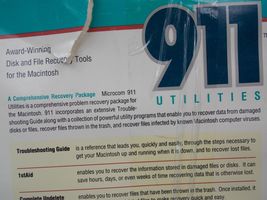 Award-Winning
Disk and File Recovery Tools
for the Macintosh
911
UTILITIES
A Comprehensive Recovery Package Microcom 911
Utilities is a comprehensive problem recovery package for
the Macintosh. 911 incorporates an extensive Trouble-
shooting Guide along with a collection of powerful utility programs that enable you to recover data from damaged
disks or files, recover files thrown in the trash, and recover files infected by known Macintosh computer viruses.
Troubleshooting Guide
is a reference that leads you, quickly and easily, through the steps necessary to
get your Macintosh up and running when it is down, and to recover lost files.
1stAid
enables you to recover the information stored in damaged files or disks. It can
save hours, days, or even weeks of time recovering data that is otherwise lost.
Complete Undelete
enables you to recover files that have been thrown in the trash. Once installed, it